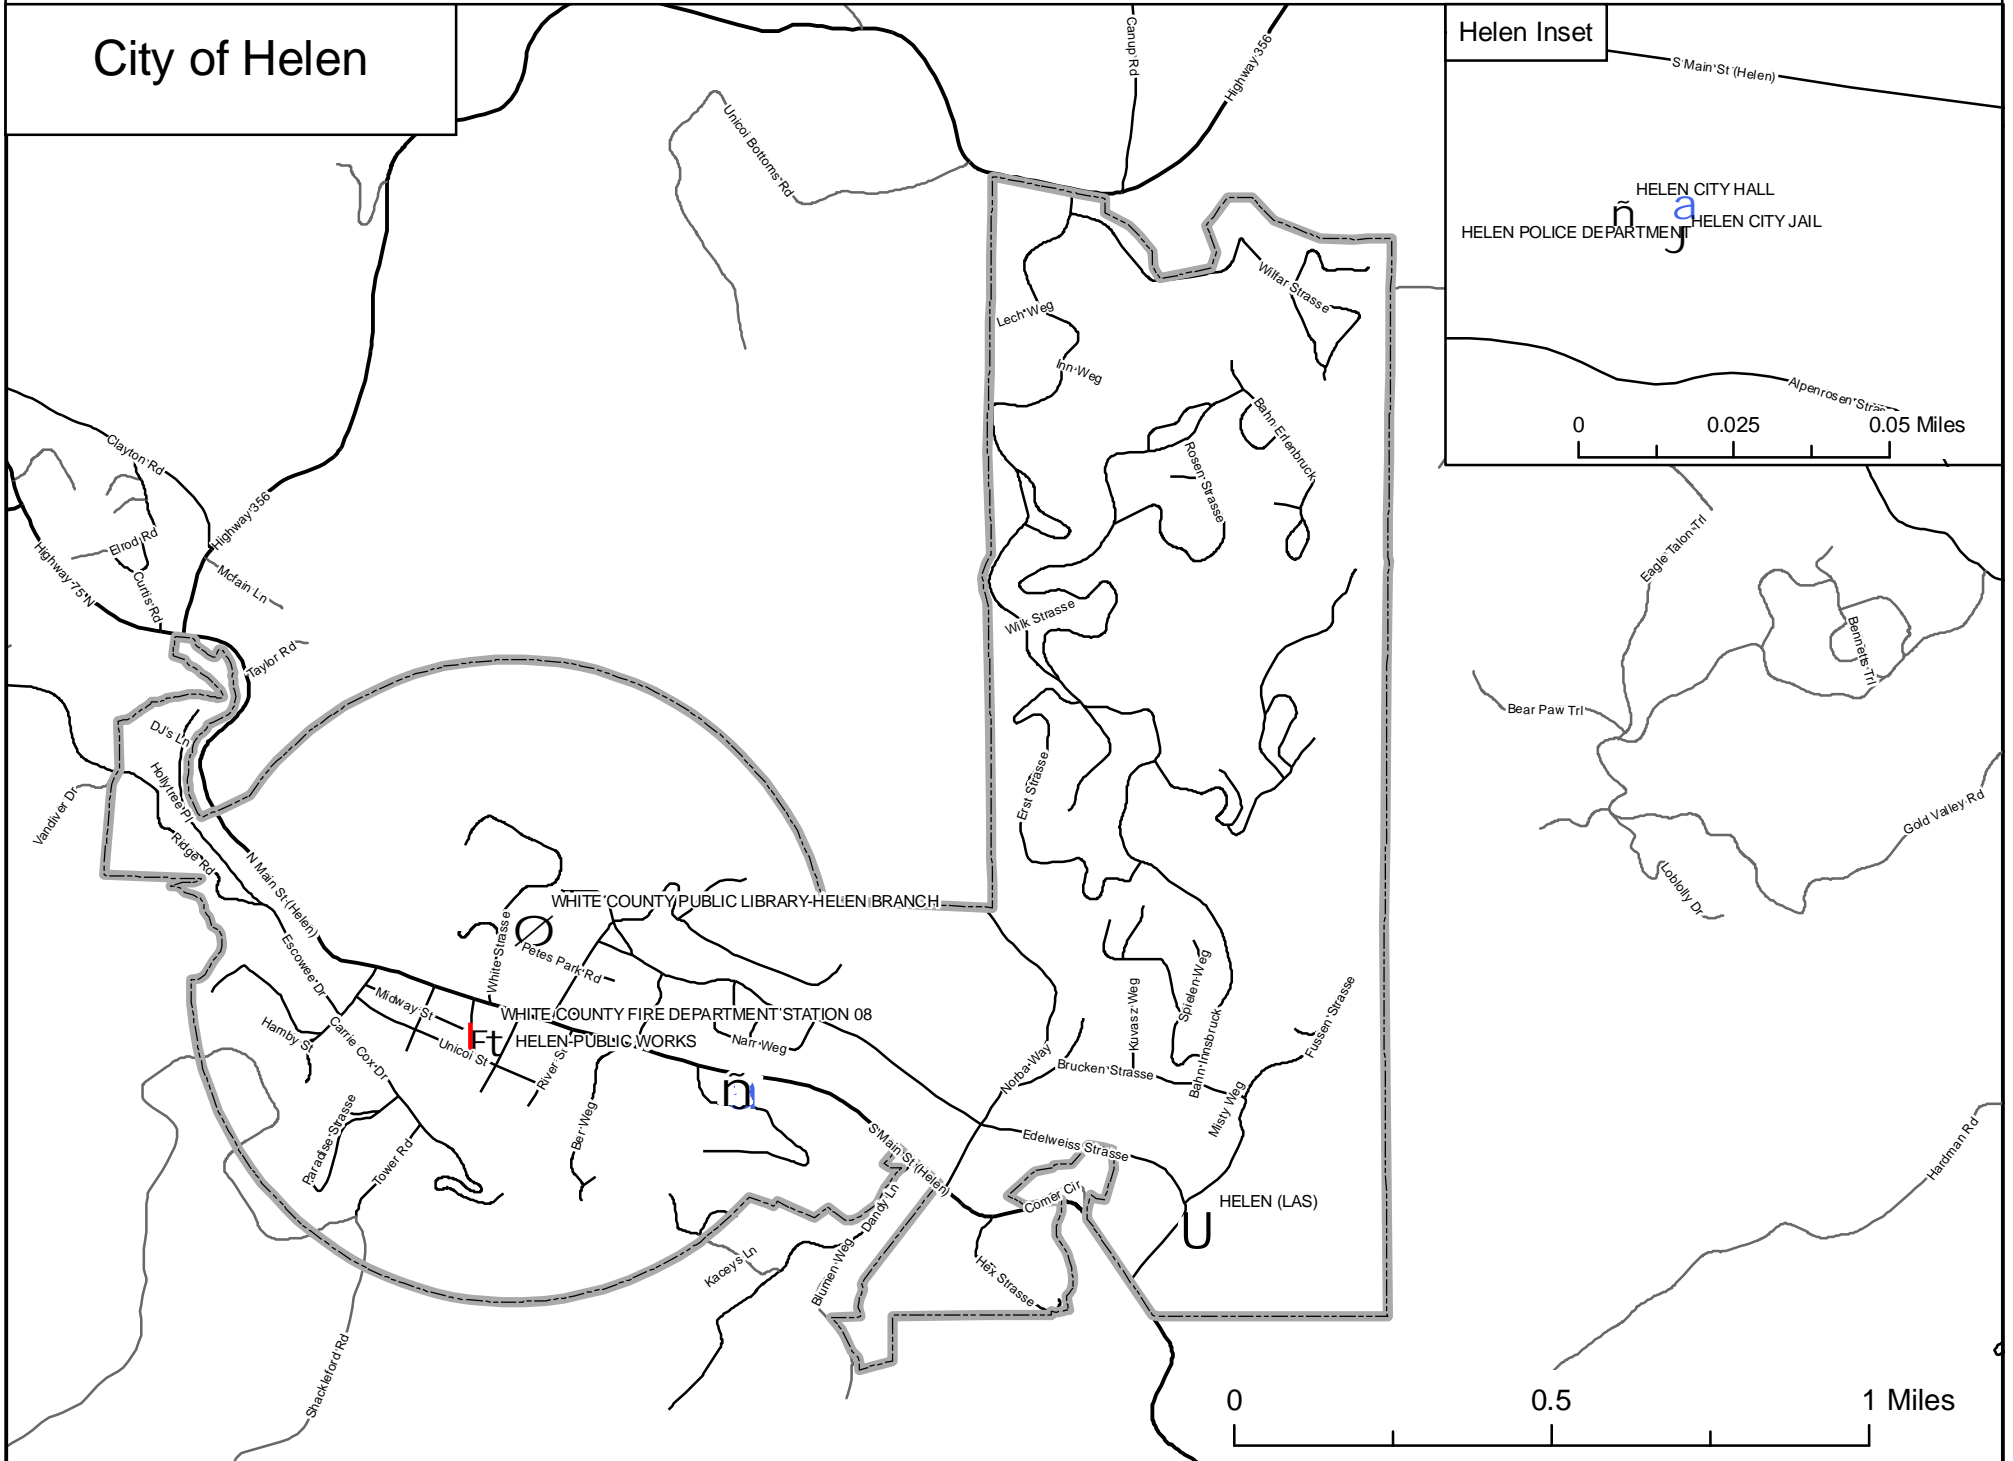 City of Helen
Helen Inset
S Main St (Helen)
HELEN CITY HALL
ñ
a
HELEN CITY JAIL
HELEN POLICE DEPARTMENT
J
0
0.025
0.05 Miles
Canup Rd
Highway 356
Unicoi Bottoms Rd
Wilfar Strasse
Lech Weg
Inn Weg
Bahn Erlenbruck
Rosen Strasse
Clayton Rd
Highway 356
Elrod Rd
Highway 75 N
Curtis Rd
Mcfain Ln
Taylor Rd
Eagle Talon Trl
Bennetts Trl
Wilk Strasse
Bear Paw Trl
DJ's Ln
Hollytree Pl
Vandiver Dr
Ridge Rd
Erst Strasse
Gold Valley Rd
Loblolly Dr
N Main St (Helen)
WHITE COUNTY PUBLIC LIBRARY-HELEN BRANCH
White Strasse
Petes Park Rd
Escowee Dr
Midway St
WHITE COUNTY FIRE DEPARTMENT STATION 08
Ft
HELEN PUBLIC WORKS
Unicoi St
River St
Narr Weg
ñ
Hamby St
Carrie Cox Dr
Kuvasz Weg
Spielen Weg
Bahn Innsbruck
Fussen Strasse
Norba Way
Brucken Strasse
Misty Weg
Paradise Strasse
Tower Rd
Ber Weg
S Main St (Helen)
Edelweiss Strasse
Comer Cir
HELEN (LAS)
U
Dandy Ln
Blumen Weg
Kaceys Ln
Hex Strasse
Hardman Rd
Shackleford Rd
0
0.5
1 Miles